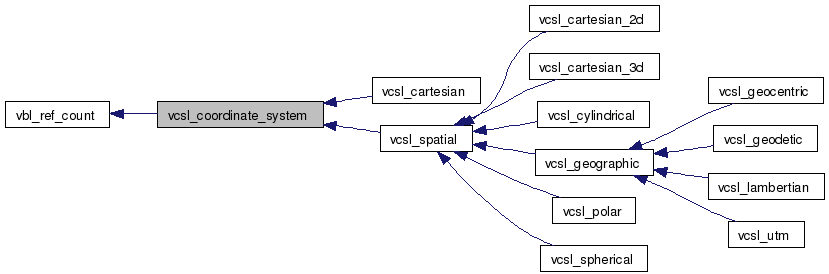 vbl_ref_count
vcsl_coordinate_system
vcsl_cartesian
vcsl_spatial
vcsl_cartesian_2d
vcsl_cartesian_3d
vcsl_cylindrical
vcsl_geographic
vcsl_polar
vcsl_spherical
vcsl_geocentric
vcsl_geodetic
vcsl_lambertian
vcsl_utm